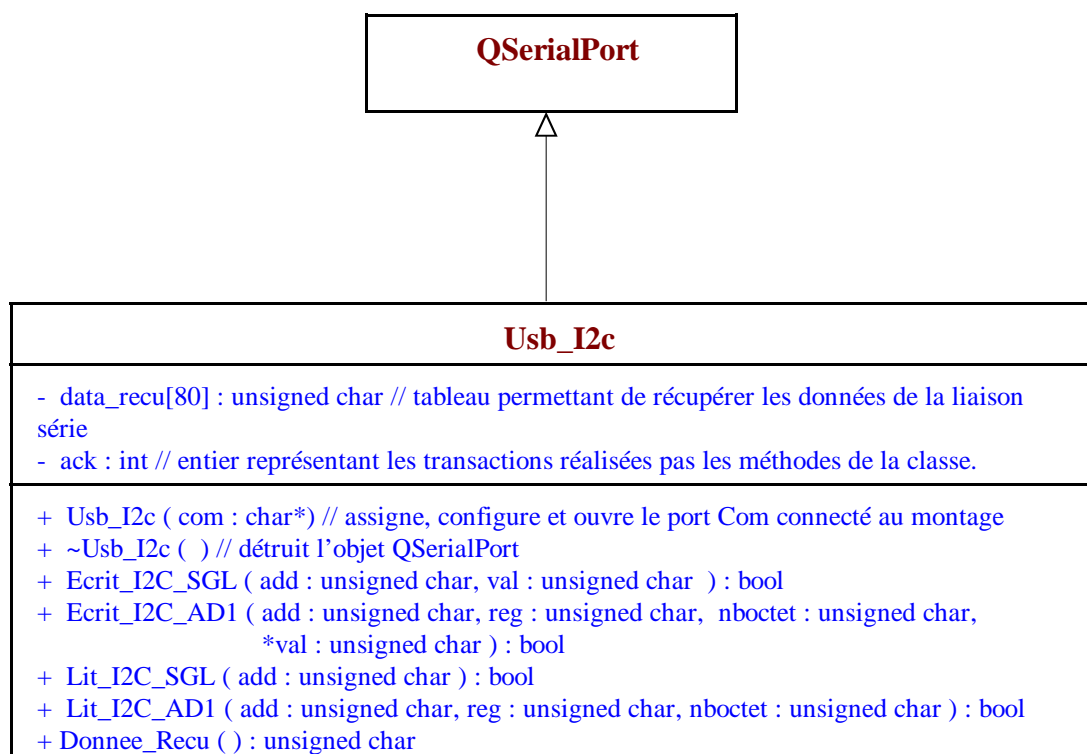 QSerialPort
Usb_I2c
- data_recu[80] : unsigned char // tableau permettant de récupérer les données de la liaison
série
- ack : int // entier représentant les transactions réalisées pas les méthodes de la classe.
+ Usb_I2c ( com : char*) // assigne, configure et ouvre le port Com connecté au montage
+ ~Usb_I2c ( ) // détruit l’objet QSerialPort
+ Ecrit_I2C_SGL ( add : unsigned char, val : unsigned char ) : bool
+ Ecrit_I2C_AD1 ( add : unsigned char, reg : unsigned char, nboctet : unsigned char,
*val : unsigned char ) : bool
+ Lit_I2C_SGL ( add : unsigned char ) : bool
+ Lit_I2C_AD1 ( add : unsigned char, reg : unsigned char, nboctet : unsigned char ) : bool
+ Donnee_Recu ( ) : unsigned char